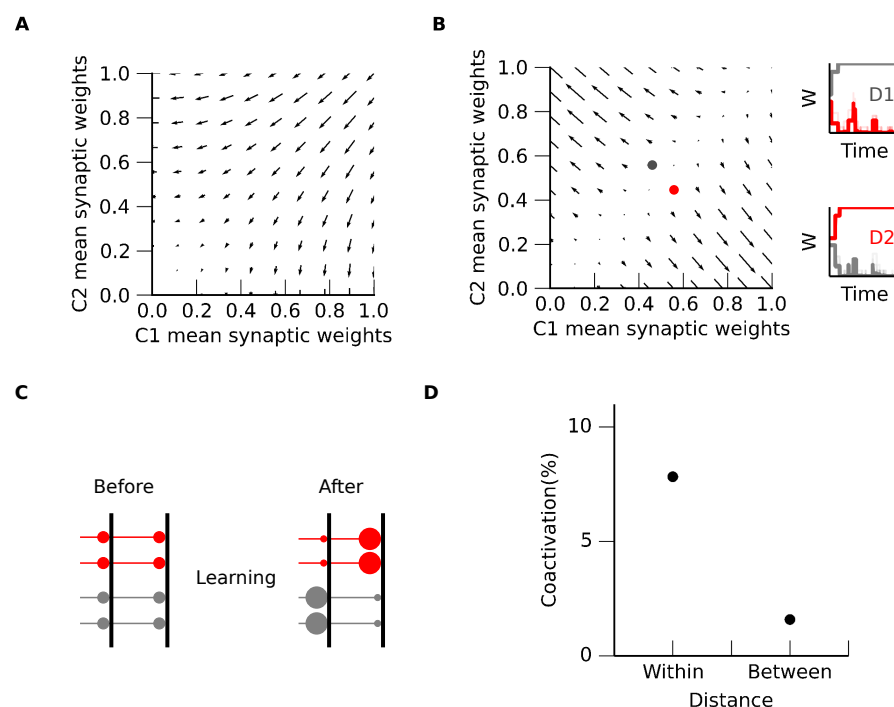 A
C2 mean synaptic weights
1.0
0.8
0.6
0.4
0.2
0.0
0.0 0.2 0.4 0.6 0.8 1.0
C1 mean synaptic weights
B
C2 mean synaptic weights
1.0
0.8
0.6
0.4
0.2
0.0
0.0 0.2 0.4 0.6 0.8 1.0
C1 mean synaptic weights
W
D1
Time
W
D2
Time
C
Before
After
Learning
D
Coactivation(%)
10
5
0
Within Between
Distance